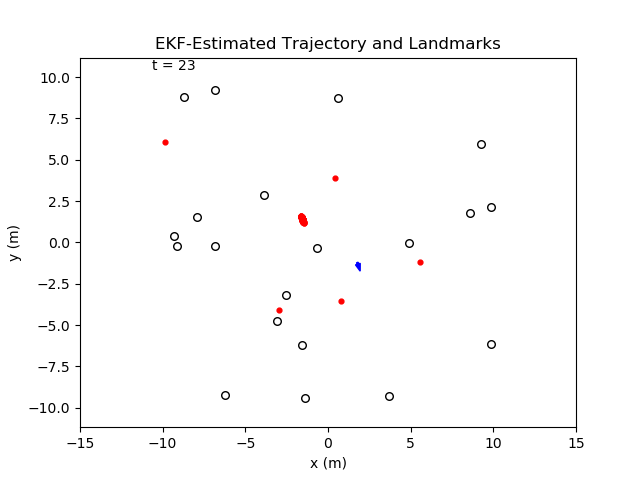 EKF-Estimated Trajectory and Landmarks
t = 23
10.0
7.5
5.0
2.5
0.0
−2.5
−5.0
−7.5
−10.0
y (m)
−15 −10 −5 0 5 10 15
x (m)